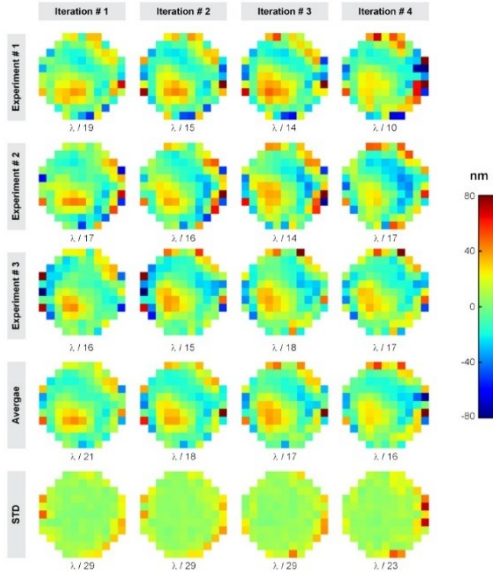 Iteration # 1 Iteration # 2 Iteration # 3 Iteration # 4
Experiment # 1
λ / 19 λ / 15 λ / 14 λ / 10
Experiment # 2
λ / 17 λ / 16 λ / 14 λ / 17
nm
80
40
0
-40
-80
Experiment # 3
λ / 16 λ / 15 λ / 18 λ / 17
Avergae
λ / 21 λ / 18 λ / 17 λ / 16
STD
λ / 29 λ / 29 λ / 29 λ / 23